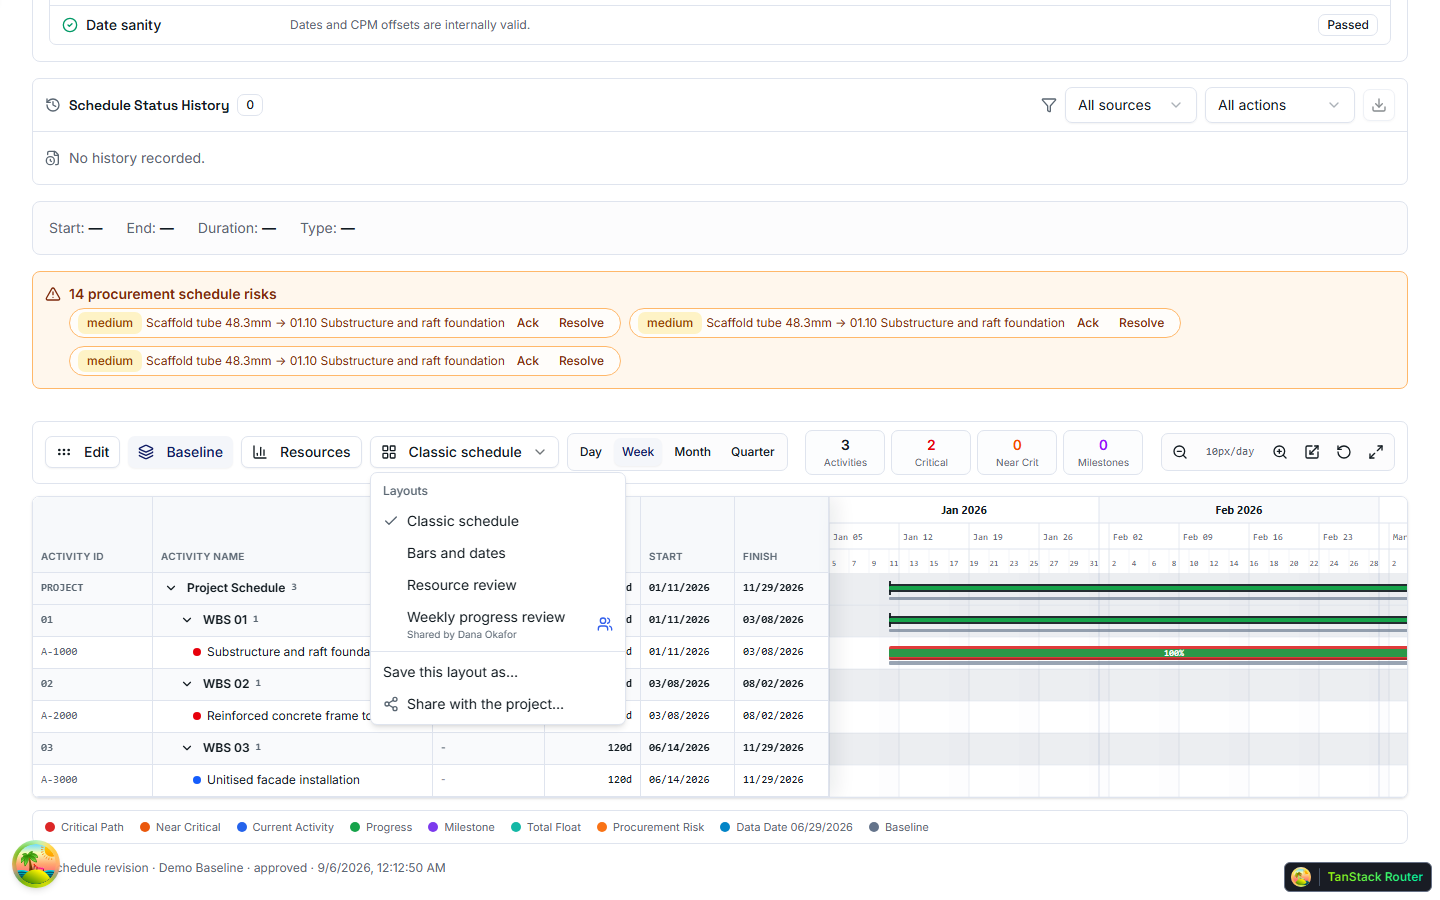 Date sanity
Dates and CPM offsets are internally valid.
Passed
Schedule Status History 0
All sources
All actions
No history recorded.
Start: — End: — Duration: — Type: —
14 procurement schedule risks
medium Scaffold tube 48.3mm → 01.10 Substructure and raft foundation Ack Resolve
medium Scaffold tube 48.3mm → 01.10 Substructure and raft foundation Ack Resolve
medium Scaffold tube 48.3mm → 01.10 Substructure and raft foundation Ack Resolve
Edit
Baseline
Resources
Classic schedule
Day Week Month Quarter
3 Activities
2 Critical
0 Near Crit
0 Milestones
10px/day
Layouts
Classic schedule
Bars and dates
Resource review
Weekly progress review
Shared by Dana Okafor
Save this layout as...
Share with the project...
ACTIVITY ID ACTIVITY NAME START FINISH
Jan 2026 Feb 2026
Jan 05 Jan 12 Jan 19 Jan 26 Feb 02 Feb 09 Feb 16 Feb 23 Mar
5 7 9 11 13 15 17 19 21 23 25 27 29 31 2 4 6 8 10 12 14 16 18 20 22 24 26 28 2
PROJECT Project Schedule 3 d 01/11/2026 11/29/2026
01 WBS 01 1 d 01/11/2026 03/08/2026
A-1000 Substructure and raft founda d 01/11/2026 03/08/2026 100%
02 WBS 02 1 d 03/08/2026 08/02/2026
A-2000 Reinforced concrete frame to d 03/08/2026 08/02/2026
03 WBS 03 1 - 120d 06/14/2026 11/29/2026
A-3000 Unitised facade installation - 120d 06/14/2026 11/29/2026
Critical Path Near Critical Current Activity Progress Milestone Total Float Procurement Risk Data Date 06/29/2026 Baseline
chedule revision · Demo Baseline · approved · 9/6/2026, 12:12:50 AM
TanStack Router